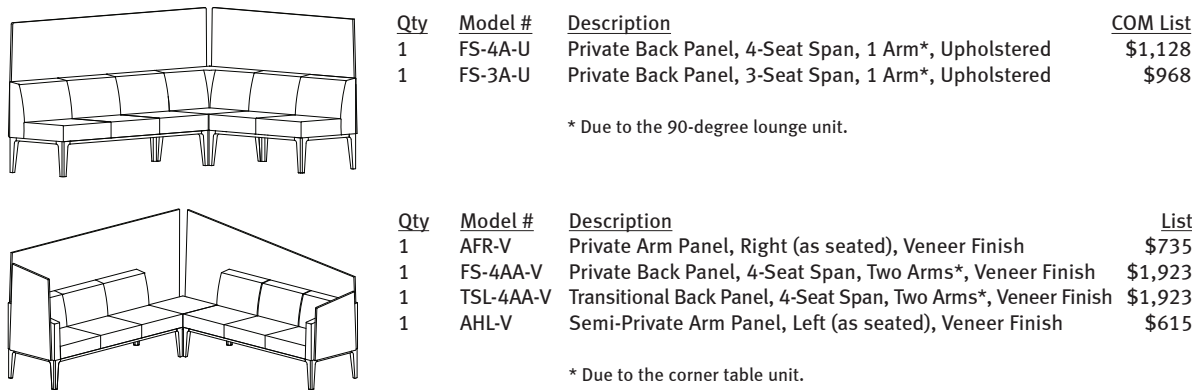 Qty Model # Description COM List
1 FS-4A-U Private Back Panel, 4-Seat Span, 1 Arm*, Upholstered $1,128
1 FS-3A-U Private Back Panel, 3-Seat Span, 1 Arm*, Upholstered $968
* Due to the 90-degree lounge unit.
Qty Model # Description List
1 AFR-V Private Arm Panel, Right (as seated), Veneer Finish $735
1 FS-4AA-V Private Back Panel, 4-Seat Span, Two Arms*, Veneer Finish $1,923
1 TSL-4AA-V Transitional Back Panel, 4-Seat Span, Two Arms*, Veneer Finish $1,923
1 AHL-V Semi-Private Arm Panel, Left (as seated), Veneer Finish $615
* Due to the corner table unit.